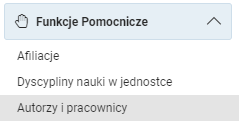 Funkcje Pomocnicze
Afiliacje
Dyscypliny nauki w jednostce
Autorzy i pracownicy